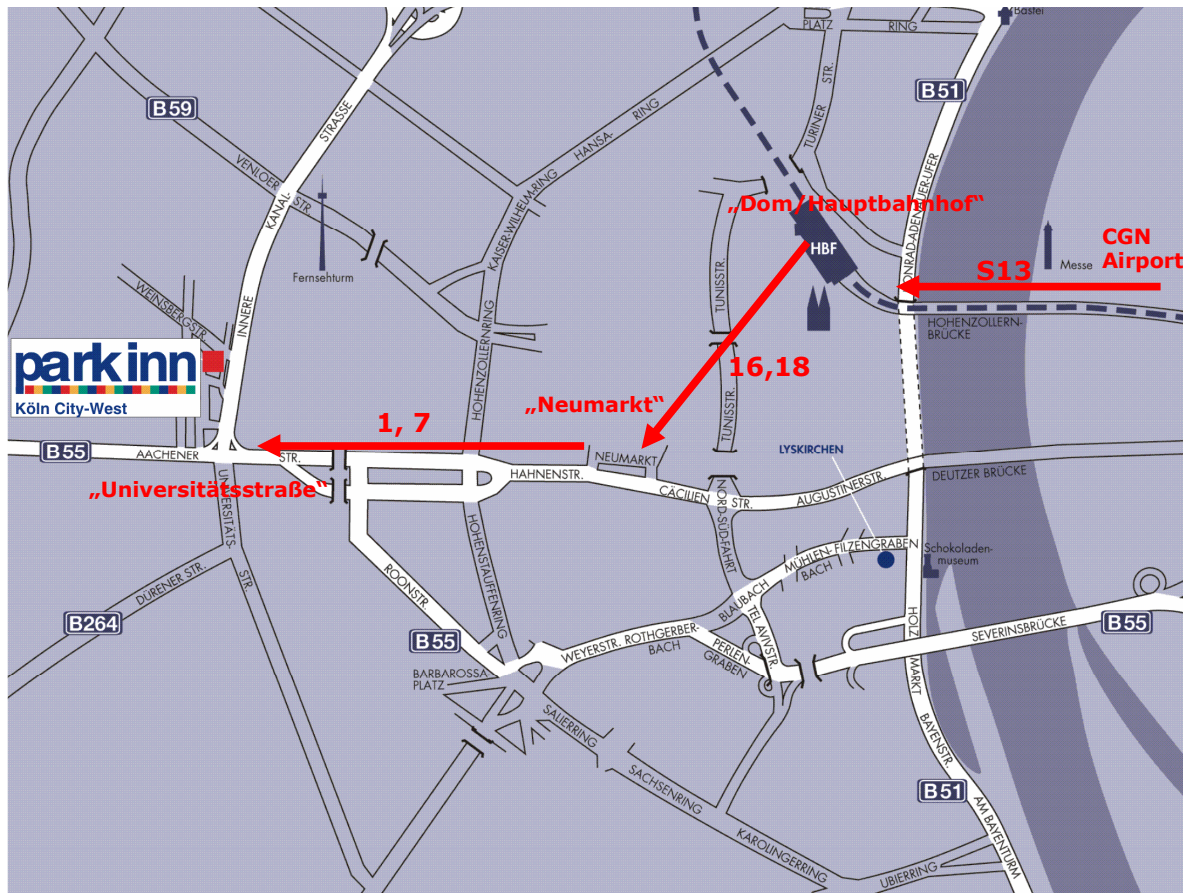 Bastei
PLATZ
RING
B51
B59
STRASSE
TURINER
STR.
HANSA-
RING
VENLOER
STR.
KANAL-
KAISER-WILHELM-RING
KONRAD-ADENAUER-UFER
„Dom/Hauptbahnhof“
HBF
CGN
Airport
Messe
S13
Fernsehturm
WEINSBERGSTR.
INNERE
TUNISSTR.
HOHENZOLLERN-
BRÜCKE
parkinn
Köln City-West
HOHENZOLLERNRING
16,18
„Neumarkt“
1, 7
TUNISSTR.
B55
AACHENER
STR.
NEUMARKT
LYSKIRCHEN
HAHNENSTR.
CÄCILIEN
STR.
AUGUSTINERSTR.
DEUTZER BRÜCKE
„Universitätsstraße“
UNIVERSITÄTS-
STR.
NORD-SÜD-FAHRT
HOHENSTAUFENRING
MÜHLEN-
BACH
FILZENGRABEN
Schokoladen-
museum
DÜRENER STR.
B264
ROONSTR.
BLAUBACH
TEL AVIVSTR.
HOLZ
MARKT
SEVERINSBRÜCKE
B55
B55
WEYERSTR.
ROTHGERBER-
BACH
PERLEN-
GRABEN
BARBAROSSA
PLATZ
SALIERRING
SACHSENRING
KAROLINGERRING
BAYENSTR.
B51
AM BAYENTURM
UBIERRING